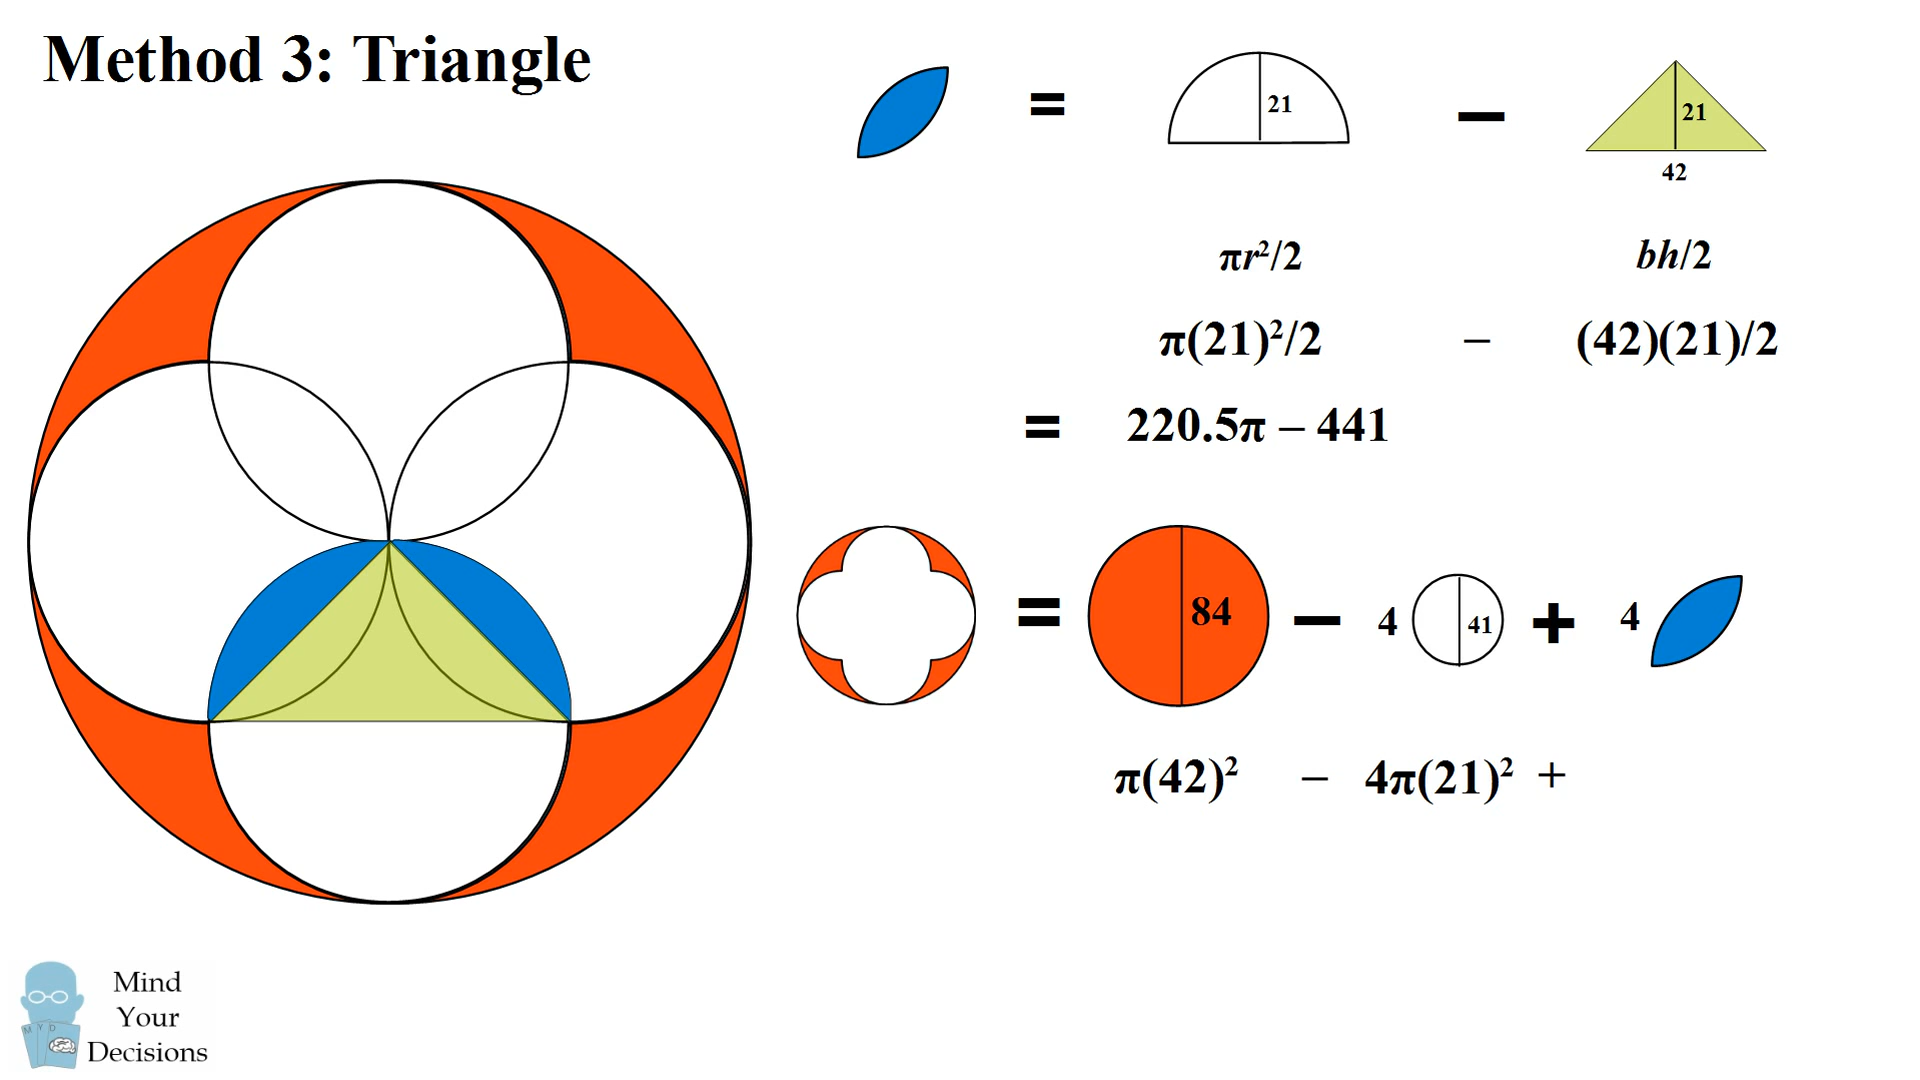 Method 3: Triangle
= 21 − 21
42
πr²/2 bh/2
π(21)²/2 − (42)(21)/2
= 220.5π – 441
= 84 − 4 41 + 4
π(42)² − 4π(21)² +
M Y D
Mind
Your
Decisions